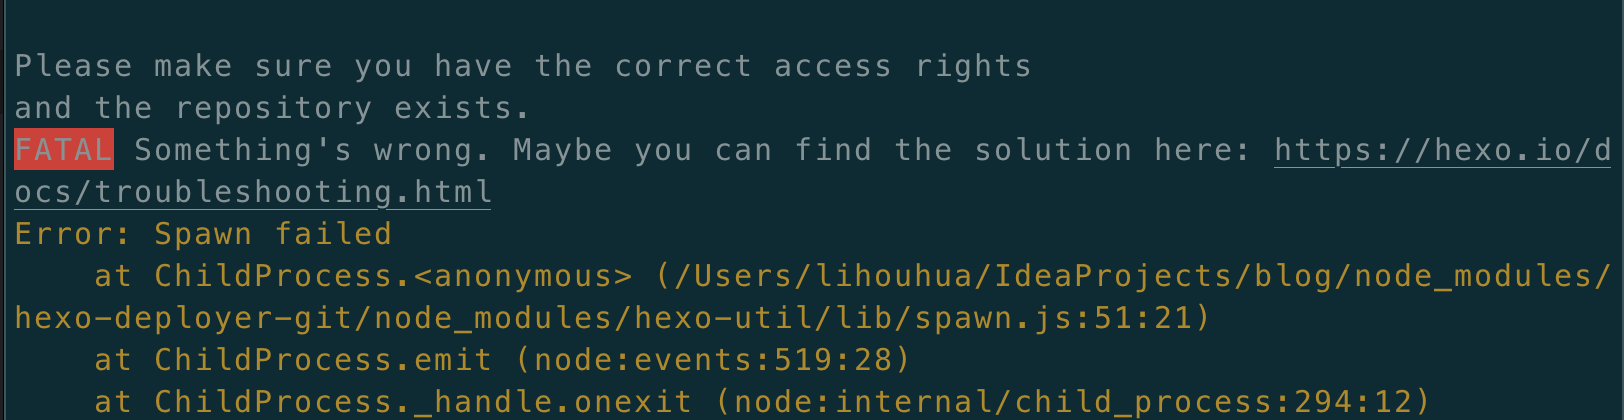 Please make sure you have the correct access rights
and the repository exists.
FATAL Something's wrong. Maybe you can find the solution here: https://hexo.io/d
ocs/troubleshooting.html
Error: Spawn failed
    at ChildProcess.<anonymous> (/Users/lihouhua/IdeaProjects/blog/node_modules/
hexo-deployer-git/node_modules/hexo-util/lib/spawn.js:51:21)
    at ChildProcess.emit (node:events:519:28)
    at ChildProcess._handle.onexit (node:internal/child_process:294:12)